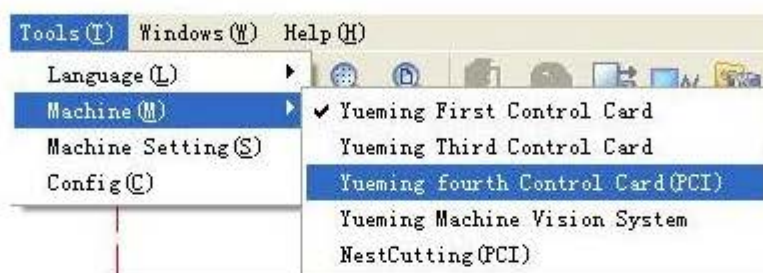 Tools(T) Windows(W) Help(H)
Language(L)
Machine(M)
Machine Setting(S)
Config(C)
Yueming First Control Card
Yueming Third Control Card
Yueming fourth Control Card(PCI)
Yueming Machine Vision System
NestCutting(PCI)